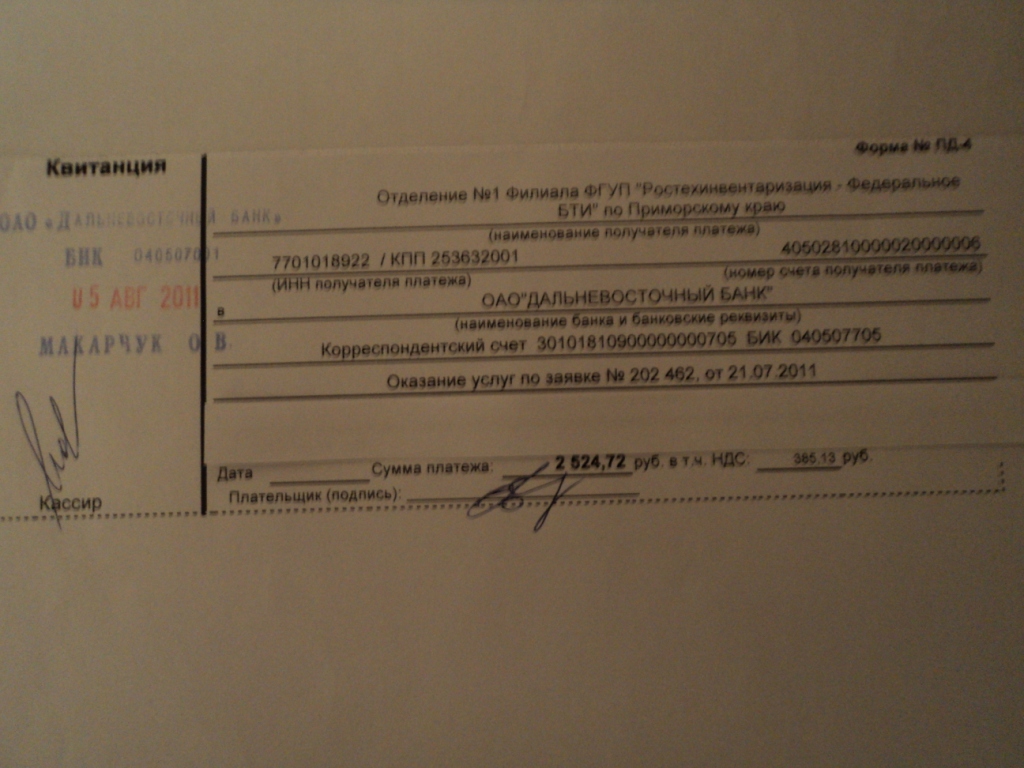 Форма № ПД-4
Квитанция
Отделение №1 Филиала ФГУП "Ростехинвентаризация - Федеральное
БТИ" по Приморскому краю
(наименование получателя платежа)
ОАО «ДАЛЬНЕВОСТОЧНЫЙ БАНК»
БИК 040507001
05 АВГ 2011
МАКАРЧУК О В.
7701018922 / КПП 253632001 40502810000020000006
(ИНН получателя платежа) (номер счета получателя платежа)
в ОАО"ДАЛЬНЕВОСТОЧНЫЙ БАНК"
(наименование банка и банковские реквизиты)
Корреспондентский счет 30101810900000000705 БИК 040507705
Оказание услуг по заявке № 202 462, от 21.07 2011
Дата Сумма платежа: 2 524,72 руб. в т.ч. НДС: 385.13 руб.
Плательщик (подпись):
Кассир